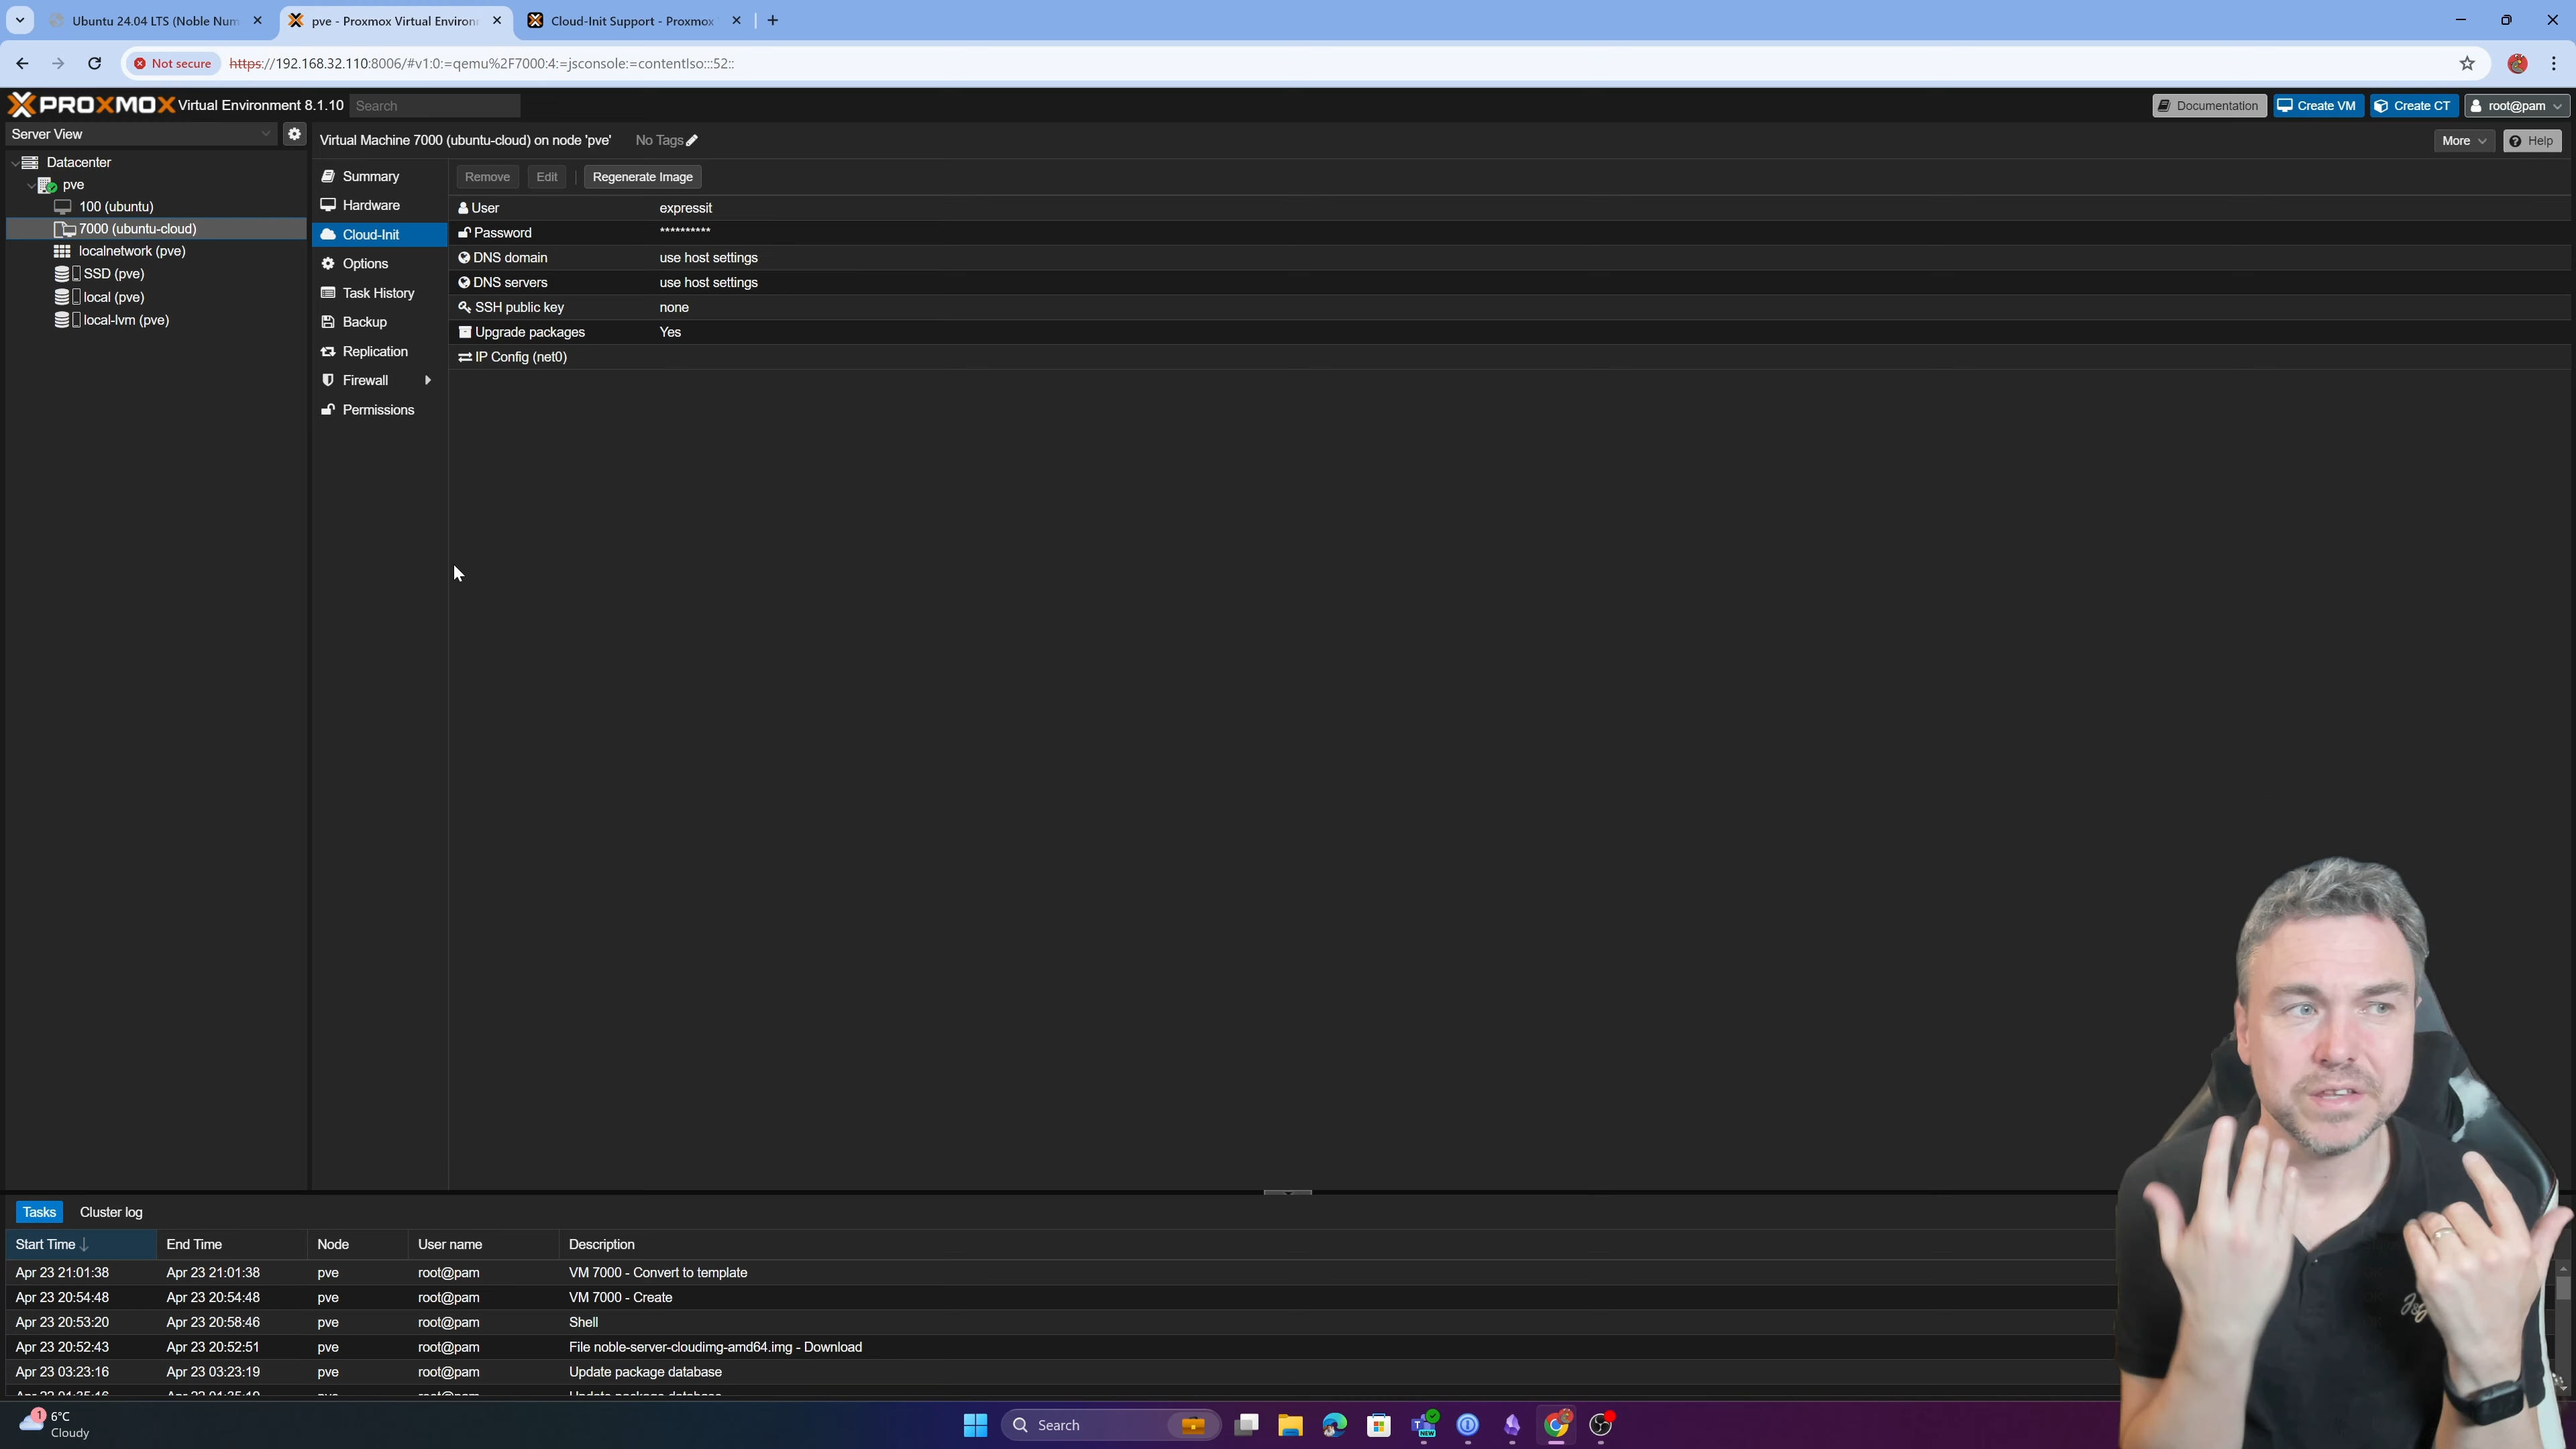 Ubuntu 24.04 LTS (Noble Num
pve - Proxmox Virtual Environ
Cloud-Init Support - Proxmox
Not secure
https://192.168.32.110:8006/#v1:0:=qemu%2F7000:4:=jsconsole:=contentIso:::52::
PROXMOX Virtual Environment 8.1.10
Search
Documentation
Create VM
Create CT
root@pam
Server View
Virtual Machine 7000 (ubuntu-cloud) on node 'pve'
No Tags
More
Help
Datacenter
pve
100 (ubuntu)
7000 (ubuntu-cloud)
localnetwork (pve)
SSD (pve)
local (pve)
local-lvm (pve)
Summary
Hardware
Cloud-Init
Options
Task History
Backup
Replication
Firewall
Permissions
Remove
Edit
Regenerate Image
User expressit
Password **********
DNS domain use host settings
DNS servers use host settings
SSH public key none
Upgrade packages Yes
IP Config (net0)
Tasks
Cluster log
Start Time End Time Node User name Description
Apr 23 21:01:38 Apr 23 21:01:38 pve root@pam VM 7000 - Convert to template
Apr 23 20:54:48 Apr 23 20:54:48 pve root@pam VM 7000 - Create
Apr 23 20:53:20 Apr 23 20:58:46 pve root@pam Shell
Apr 23 20:52:43 Apr 23 20:52:51 pve root@pam File noble-server-cloudimg-amd64.img - Download
Apr 23 03:23:16 Apr 23 03:23:19 pve root@pam Update package database
1
6°C
Cloudy
Search
NEW